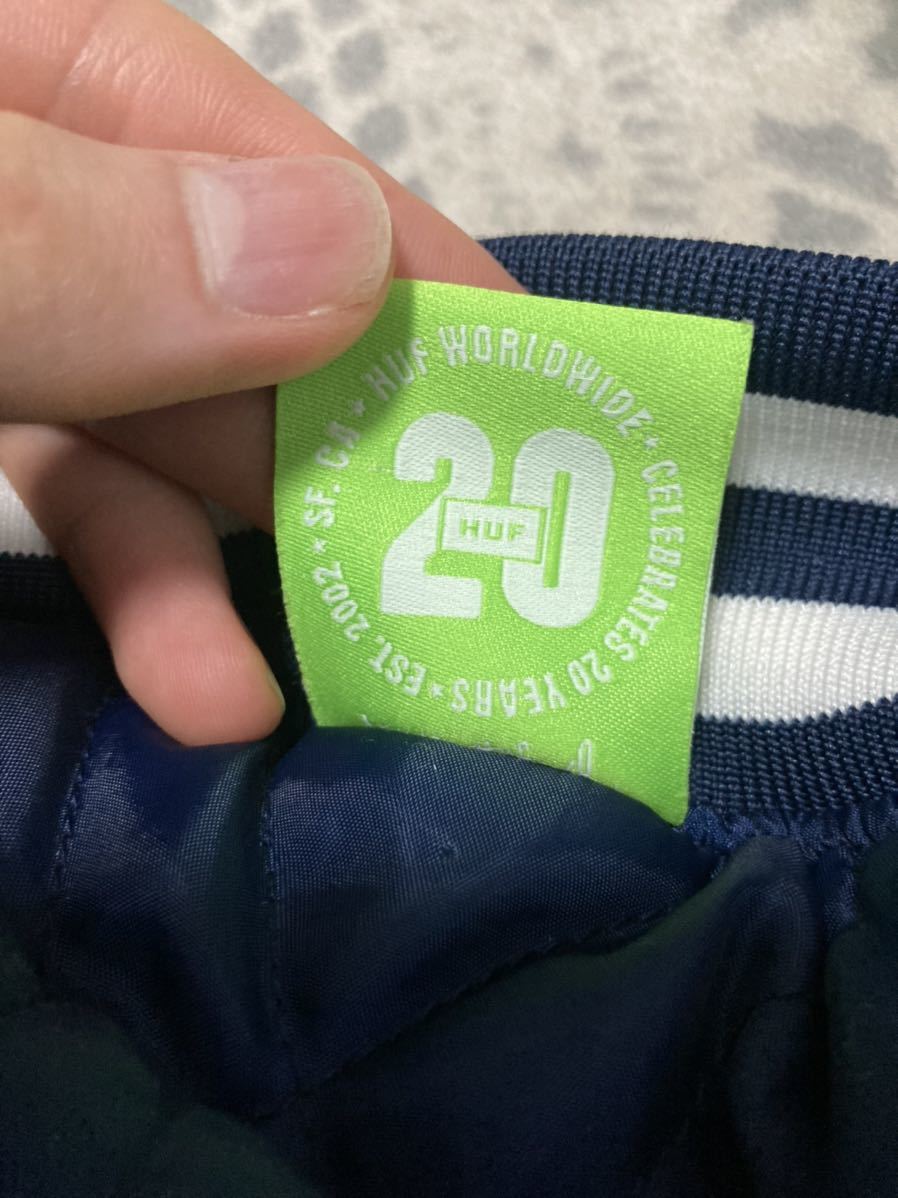 HUF WORLDWIDE * CELEBRATES 20 YEARS * EST. 2002 * SF. CA *
20
HUF